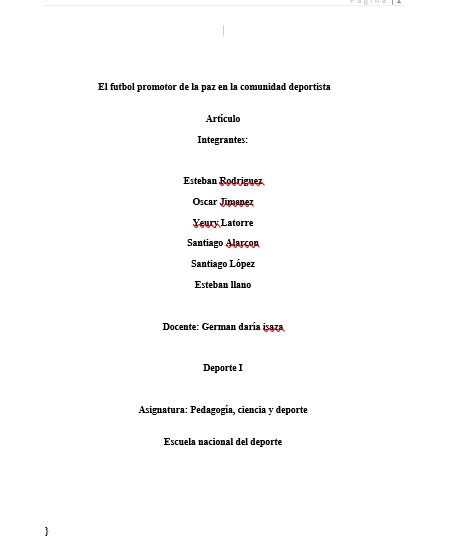 Página | 1
El futbol promotor de la paz en la comunidad deportista
Artículo
Integrantes:
Esteban Rodriguez
Oscar Jimenez
Yeury Latorre
Santiago Alarcon
Santiago López
Esteban llano
Docente: German daría isaza
Deporte I
Asignatura: Pedagogía, ciencia y deporte
Escuela nacional del deporte
}